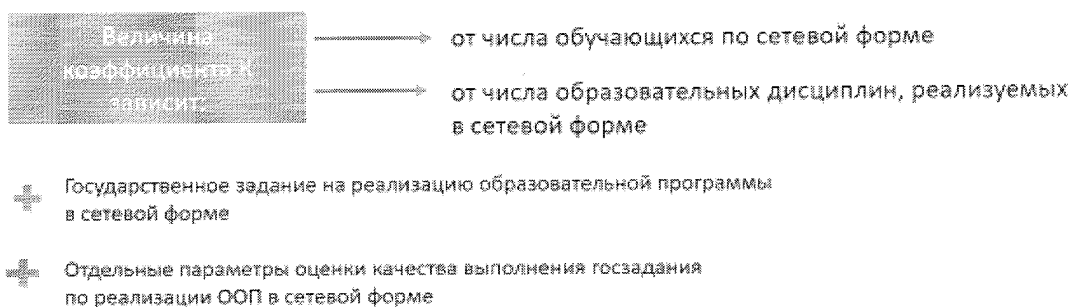 Величина
коэффициента К
зависит:
от числа обучающихся по сетевой форме
от числа образовательных дисциплин, реализуемых
в сетевой форме
Государственное задание на реализацию образовательной программы
в сетевой форме
Отдельные параметры оценки качества выполнения госзадания
по реализации ООП в сетевой форме